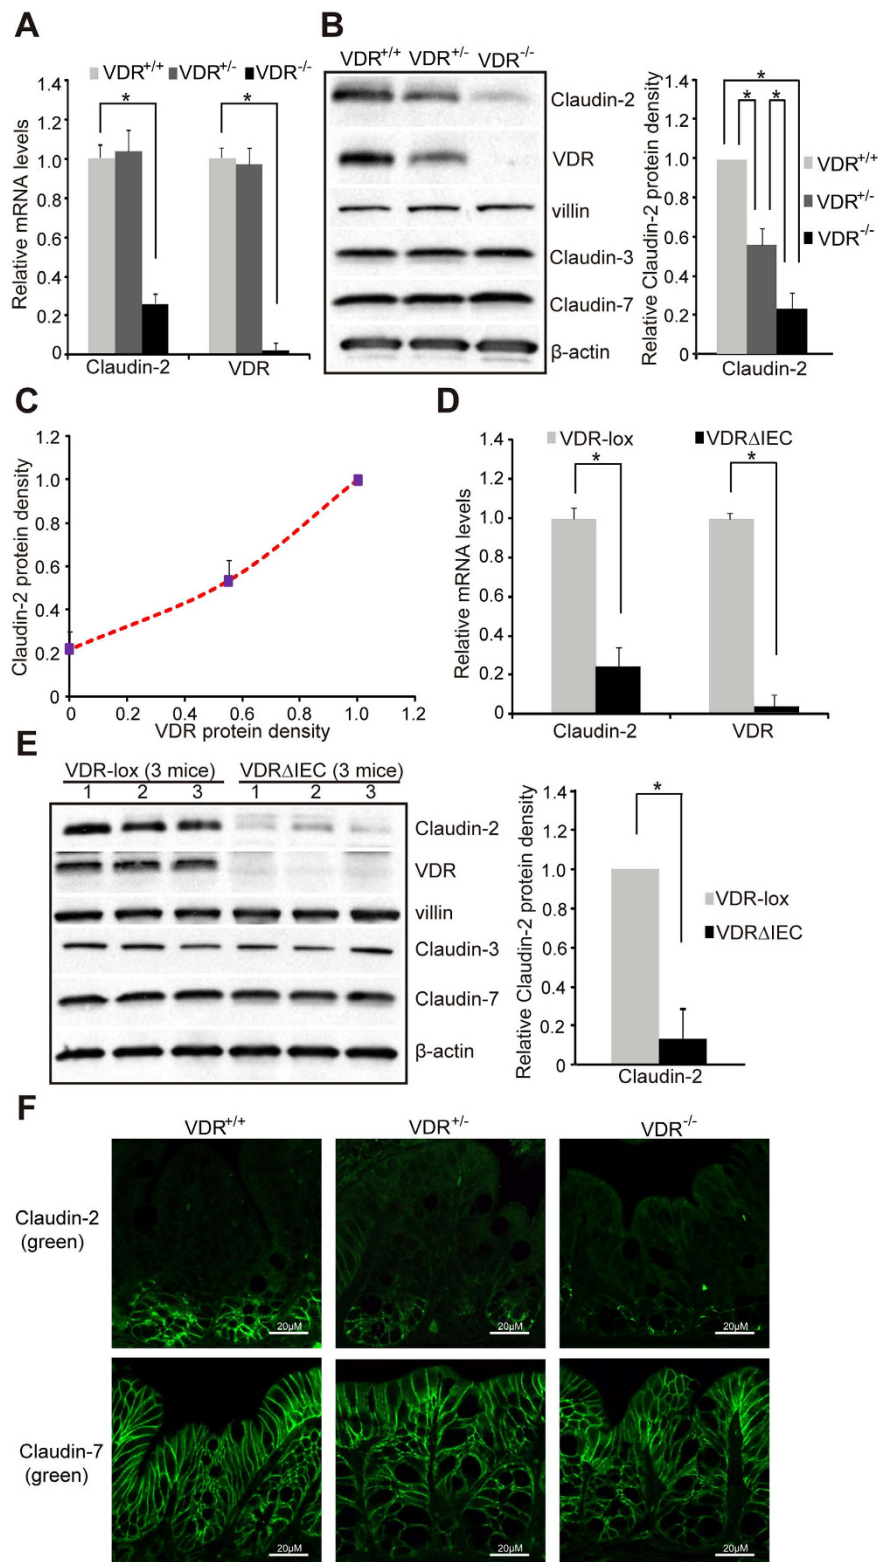 A
VDR+/+ VDR+/- VDR-/-
Relative mRNA levels
1.4
1.2
1.0
0.8
0.6
0.4
0.2
0
*
*
Claudin-2 VDR
B
VDR+/+ VDR+/- VDR-/-
Claudin-2
VDR
villin
Claudin-3
Claudin-7
β-actin
Relative Claudin-2 protein density
1.4
1.2
1.0
0.8
0.6
0.4
0.2
0
*
* *
VDR+/+
VDR+/-
VDR-/-
Claudin-2
C
Claudin-2 protein density
1.2
1.0
0.8
0.6
0.4
0.2
0
0 0.2 0.4 0.6 0.8 1.0 1.2
VDR protein density
D
VDR-lox VDRΔIEC
Relative mRNA levels
1.4
1.2
1.0
0.8
0.6
0.4
0.2
0
*
*
Claudin-2 VDR
E
VDR-lox (3 mice) VDRΔIEC (3 mice)
1 2 3 1 2 3
Claudin-2
VDR
villin
Claudin-3
Claudin-7
β-actin
Relative Claudin-2 protein density
1.4
1.2
1.0
0.8
0.6
0.4
0.2
0
*
VDR-lox
VDRΔIEC
Claudin-2
F
VDR+/+ VDR+/- VDR-/-
Claudin-2
(green)
20μM 20μM 20μM
Claudin-7
(green)
20μM 20μM 20μM